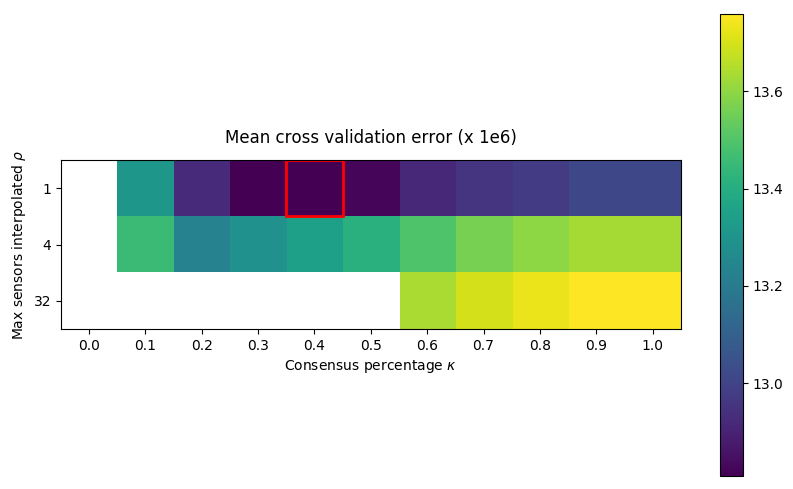 Mean cross validation error (x 1e6)
Max sensors interpolated ρ
1
4
32
0.0 0.1 0.2 0.3 0.4 0.5 0.6 0.7 0.8 0.9 1.0
Consensus percentage κ
13.6
13.4
13.2
13.0